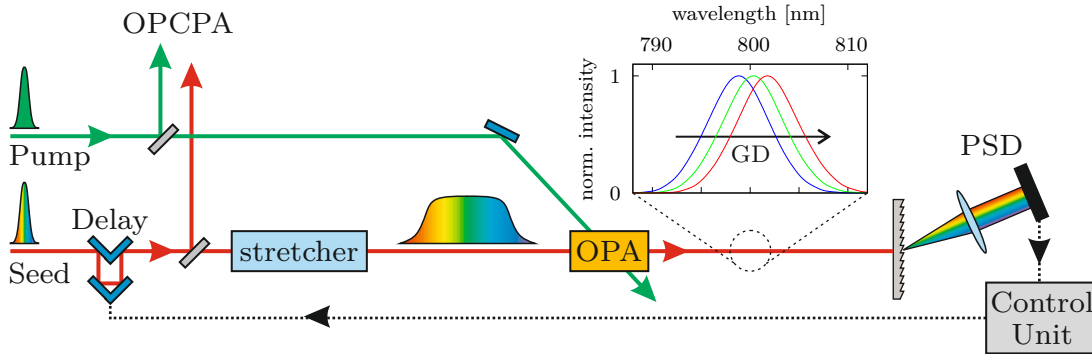 wavelength [nm]
790 800 810
OPCPA
1
norm. intensity
GD
0
Pump
PSD
Delay
stretcher
OPA
Seed
Control
Unit